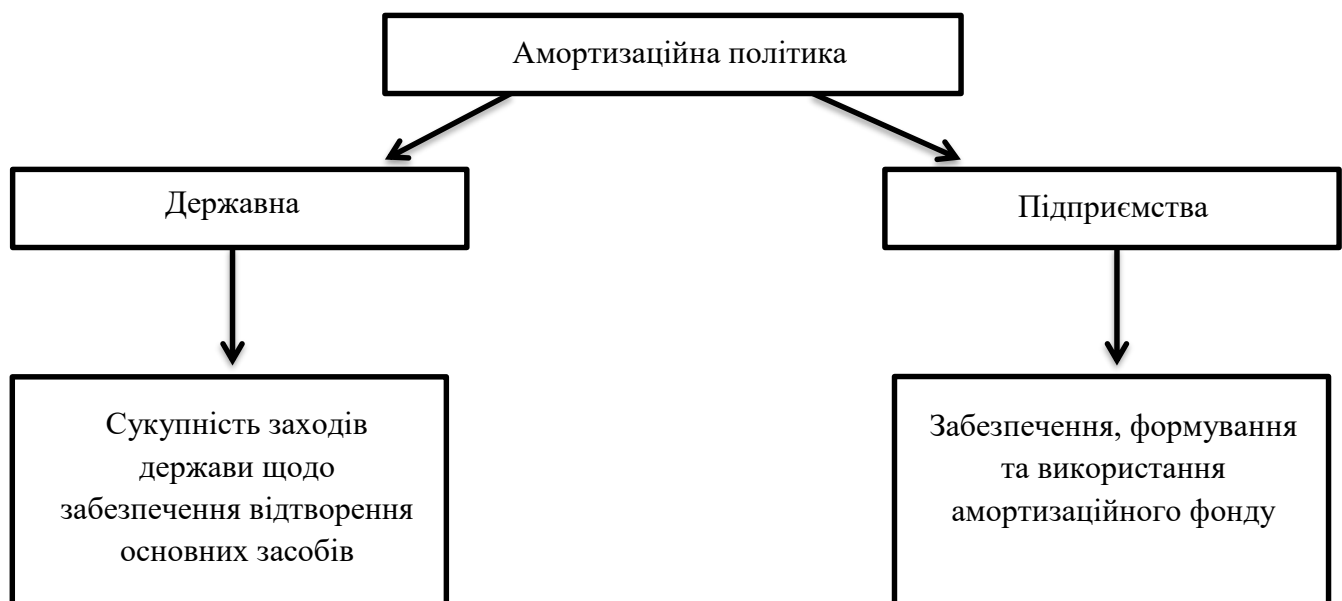 Амортизаційна політика
Державна
Підприємства
Сукупність заходів
держави щодо
забезпечення відтворення
основних засобів
Забезпечення, формування
та використання
амортизаційного фонду